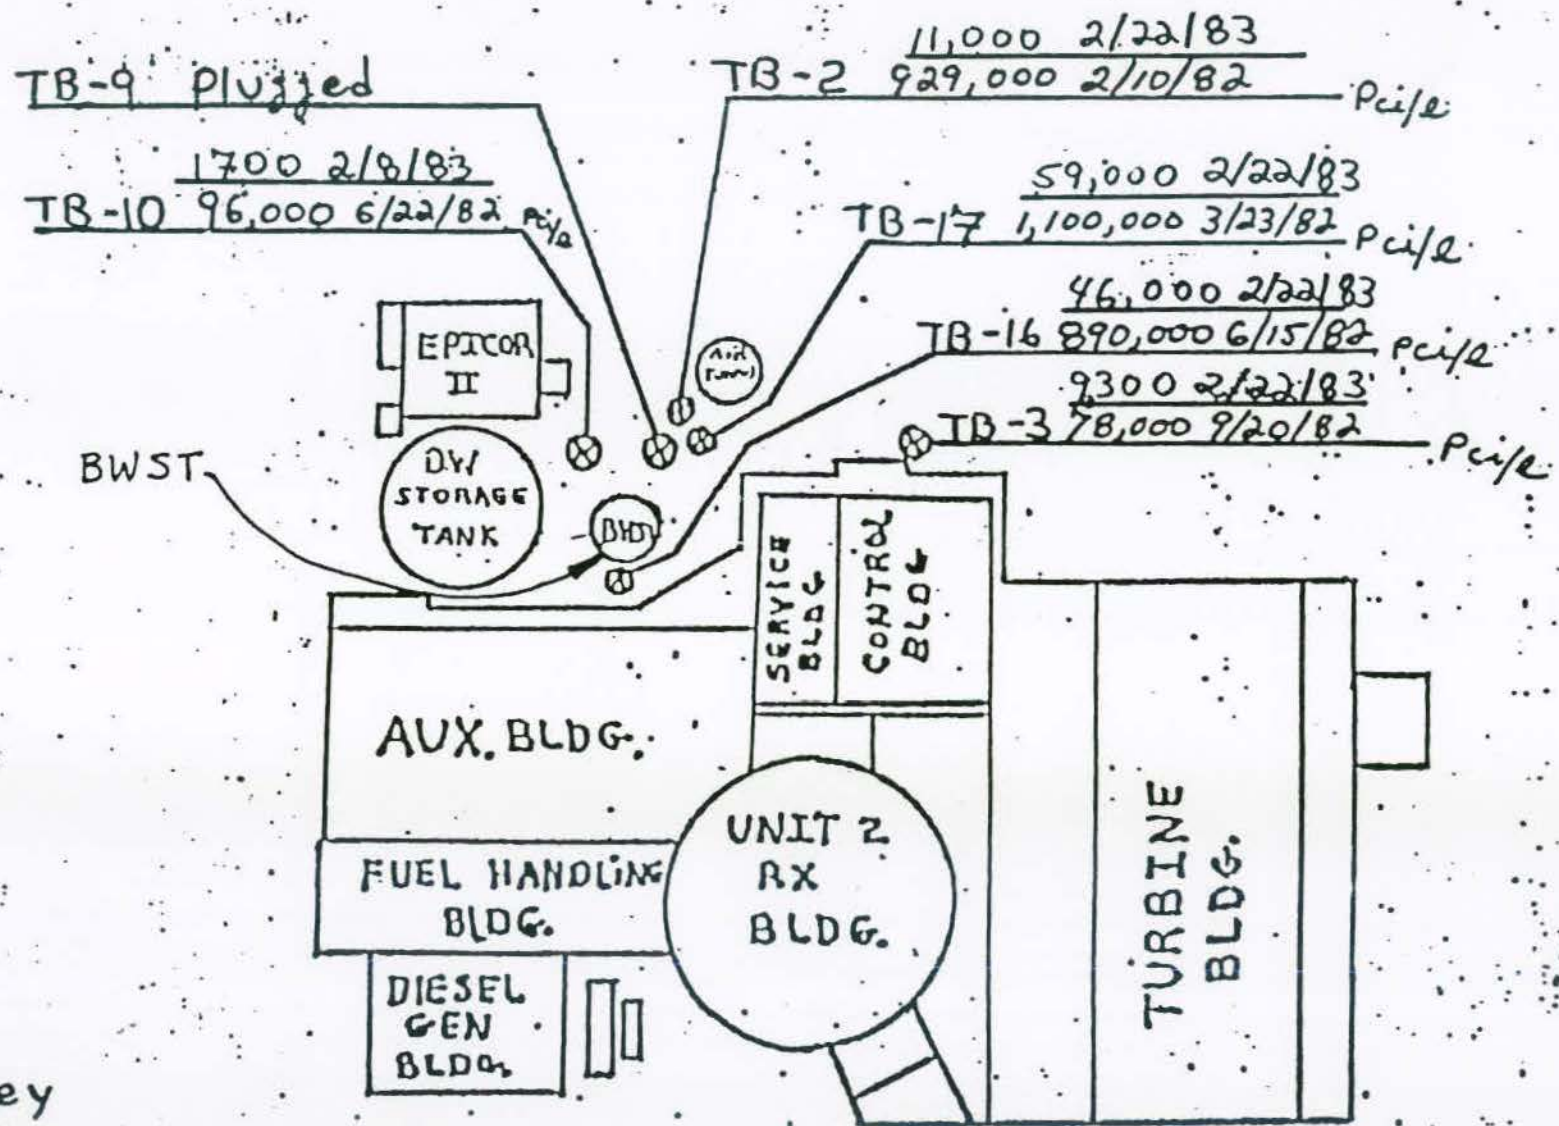 11,000 2/22/83
TB-9 Plugged
TB-2 929,000 2/10/82 Pci/l
1700 2/8/83
TB-10 96,000 6/22/82 Pci/l
59,000 2/22/83
TB-17 1,100,000 3/23/82 Pci/l
46,000 2/22/83
TB-16 890,000 6/15/82 Pci/l
9300 2/22/83
TB-3 78,000 9/20/82 Pci/l
EPICOR
II
BWST
D.W
STORAGE
TANK
SERVICE
BLDG
CONTROL
BLDG
AUX. BLDG.
UNIT 2
RX
BLDG.
FUEL HANDLING
BLDG.
TURBINE
BLDG.
DIESEL
GEN
BLDG.
ey